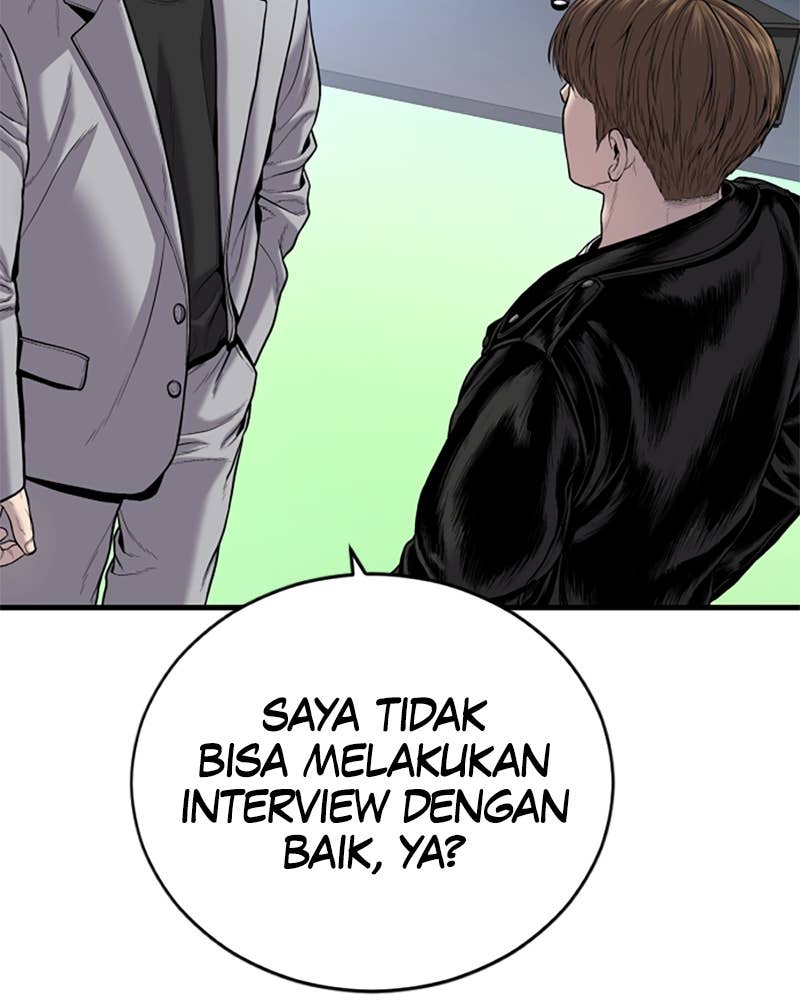 SAYA TIDAK
BISA MELAKUKAN
INTERVIEW DENGAN
BAIK, YA?